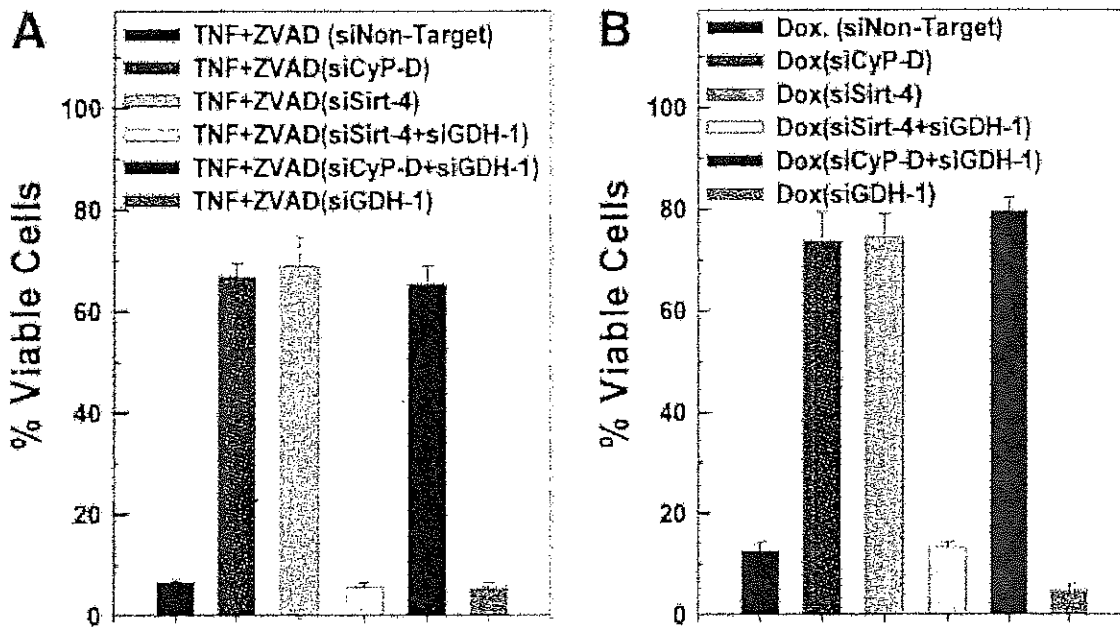 A
TNF+ZVAD (siNon-Target)
TNF+ZVAD(siCyP-D)
TNF+ZVAD(siSirt-4)
TNF+ZVAD(siSirt-4+siGDH-1)
TNF+ZVAD(siCyP-D+siGDH-1)
TNF+ZVAD(siGDH-1)
% Viable Cells
100
80
60
40
20
0
B
Dox. (siNon-Target)
Dox(siCyP-D)
Dox(siSirt-4)
Dox(siSirt-4+siGDH-1)
Dox(siCyP-D+siGDH-1)
Dox(siGDH-1)
% Viable Cells
100
80
60
40
20
0